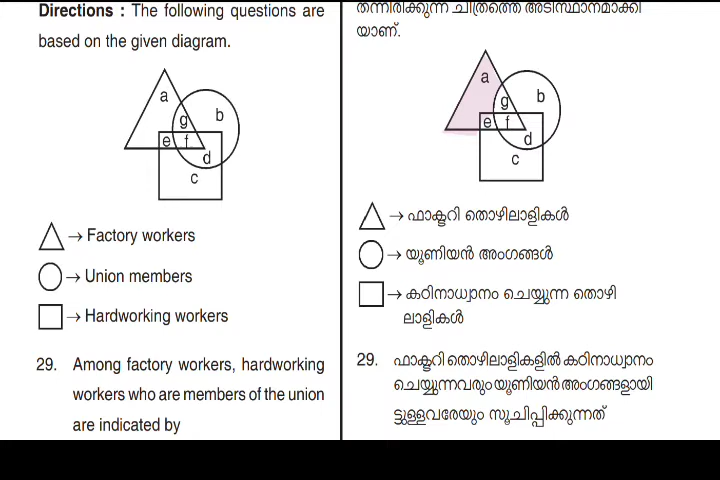 Directions : The following questions are
based on the given diagram.
a
b
g
e
f
d
c
→ Factory workers
→ Union members
→ Hardworking workers
29. Among factory workers, hardworking
workers who are members of the union
are indicated by
തന്നിരിക്കുന്ന ചിത്രത്തെ അടിസ്ഥാനമാക്കി
യാണ്.
a
b
g
e
f
d
c
→ ഫാക്ടറി തൊഴിലാളികൾ
→ യൂണിയൻ അംഗങ്ങൾ
→ കഠിനാധ്വാനം ചെയ്യുന്ന തൊഴി
ലാളികൾ
29. ഫാക്ടറി തൊഴിലാളികളിൽ കഠിനാധ്വാനം
ചെയ്യുന്നവരും യൂണിയൻ അംഗങ്ങളായി
ട്ടുള്ളവരേയും സൂചിപ്പിക്കുന്നത്